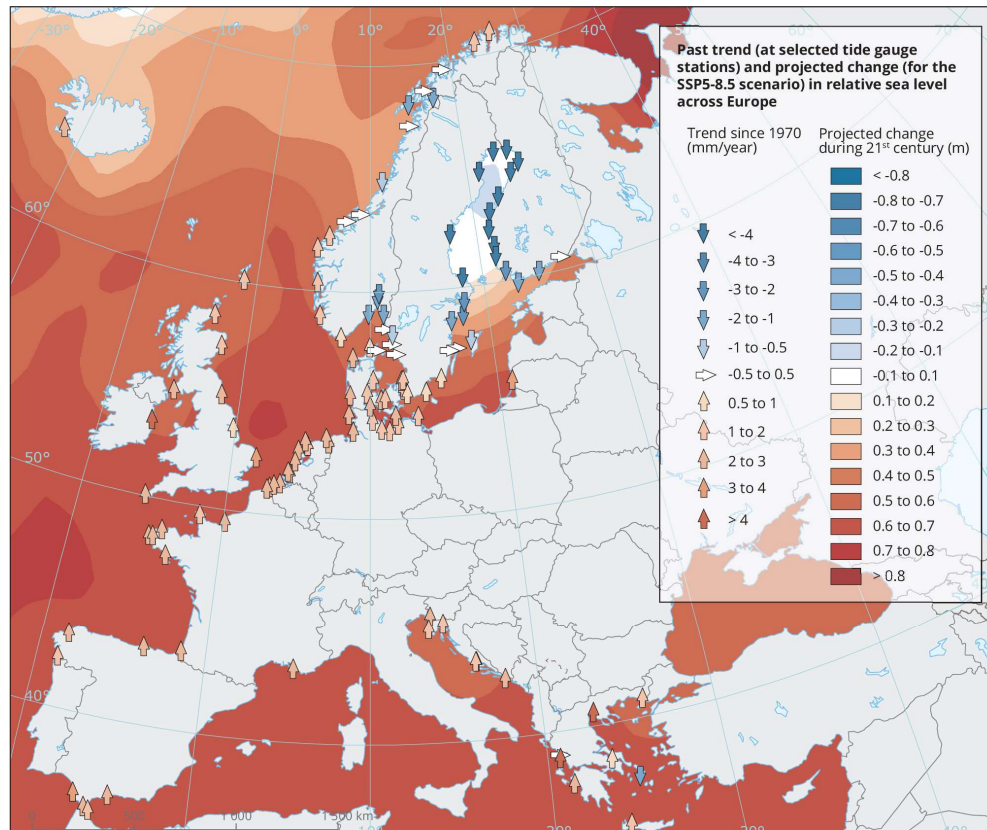 -30°
-20°
-10°
0°
10°
20°
30°
40°
50°
60°
Past trend (at selected tide gauge
stations) and projected change (for the
SSP5-8.5 scenario) in relative sea level
across Europe
Trend since 1970
(mm/year)
< -4
-4 to -3
-3 to -2
-2 to -1
-1 to -0.5
-0.5 to 0.5
0.5 to 1
1 to 2
2 to 3
3 to 4
> 4
Projected change
during 21st century (m)
< -0.8
-0.8 to -0.7
-0.7 to -0.6
-0.6 to -0.5
-0.5 to -0.4
-0.4 to -0.3
-0.3 to -0.2
-0.2 to -0.1
-0.1 to 0.1
0.1 to 0.2
0.2 to 0.3
0.3 to 0.4
0.4 to 0.5
0.5 to 0.6
0.6 to 0.7
0.7 to 0.8
> 0.8
60°
50°
40°
0 500 1 000 1 500 km
10°
20°
30°
40°